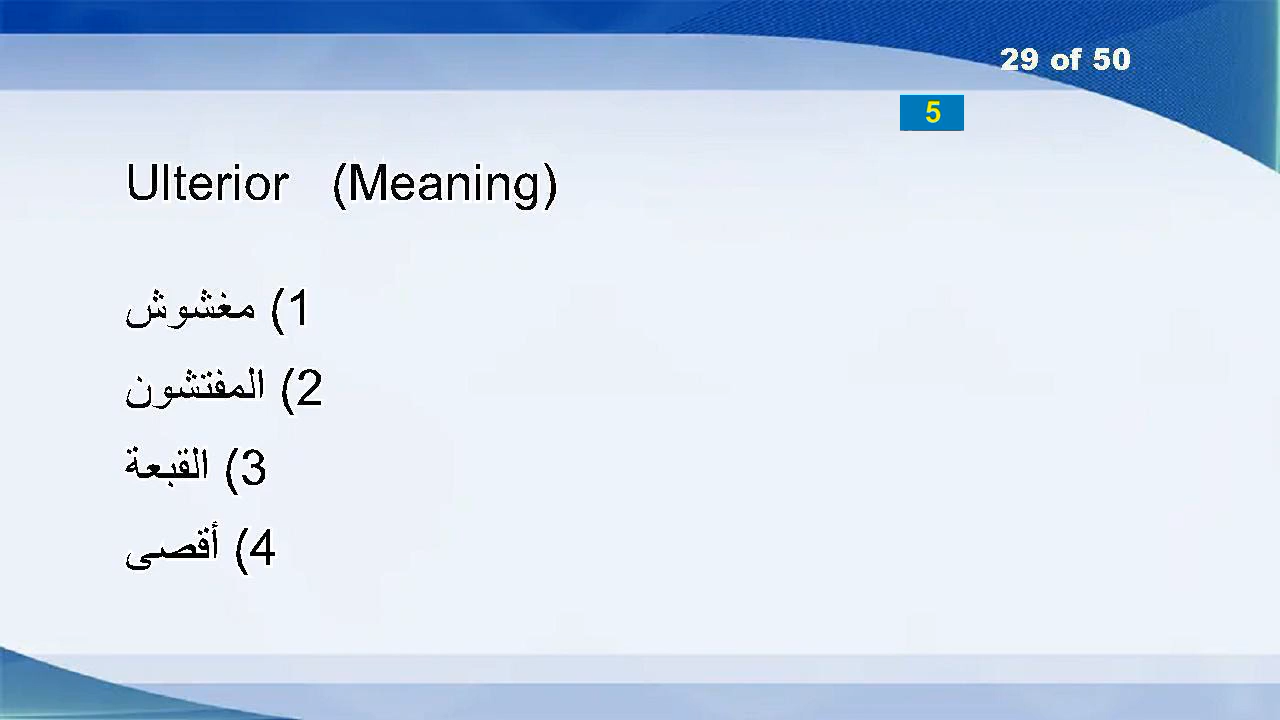 29 of 50
5
Ulterior (Meaning)
1) مغشوش
2) المفتشون
3) القبعة
4) أقصى